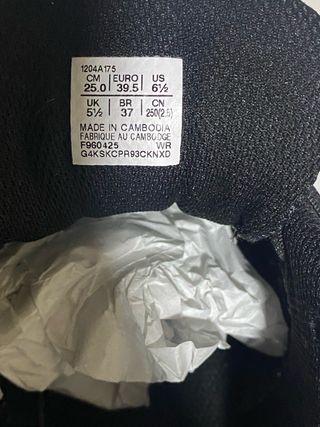 1204A175
CM EURO US
25.0 39.5 6½
UK BR CN
5½ 37 250(2.5)
MADE IN CAMBODIA
FABRIQUE AU CAMBODGE
F960425 WR
G4KSKCPR93CKNXD